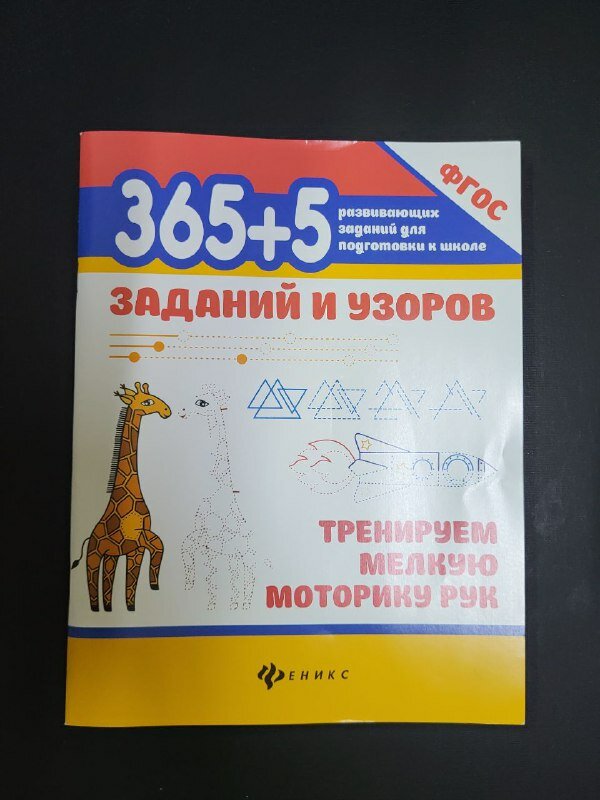 ФГОС
365+5
развивающих
заданий для
подготовки к школе
ЗАДАНИЙ И УЗОРОВ
ТРЕНИРУЕМ
МЕЛКУЮ
МОТОРИКУ РУК
ФЕНИКС